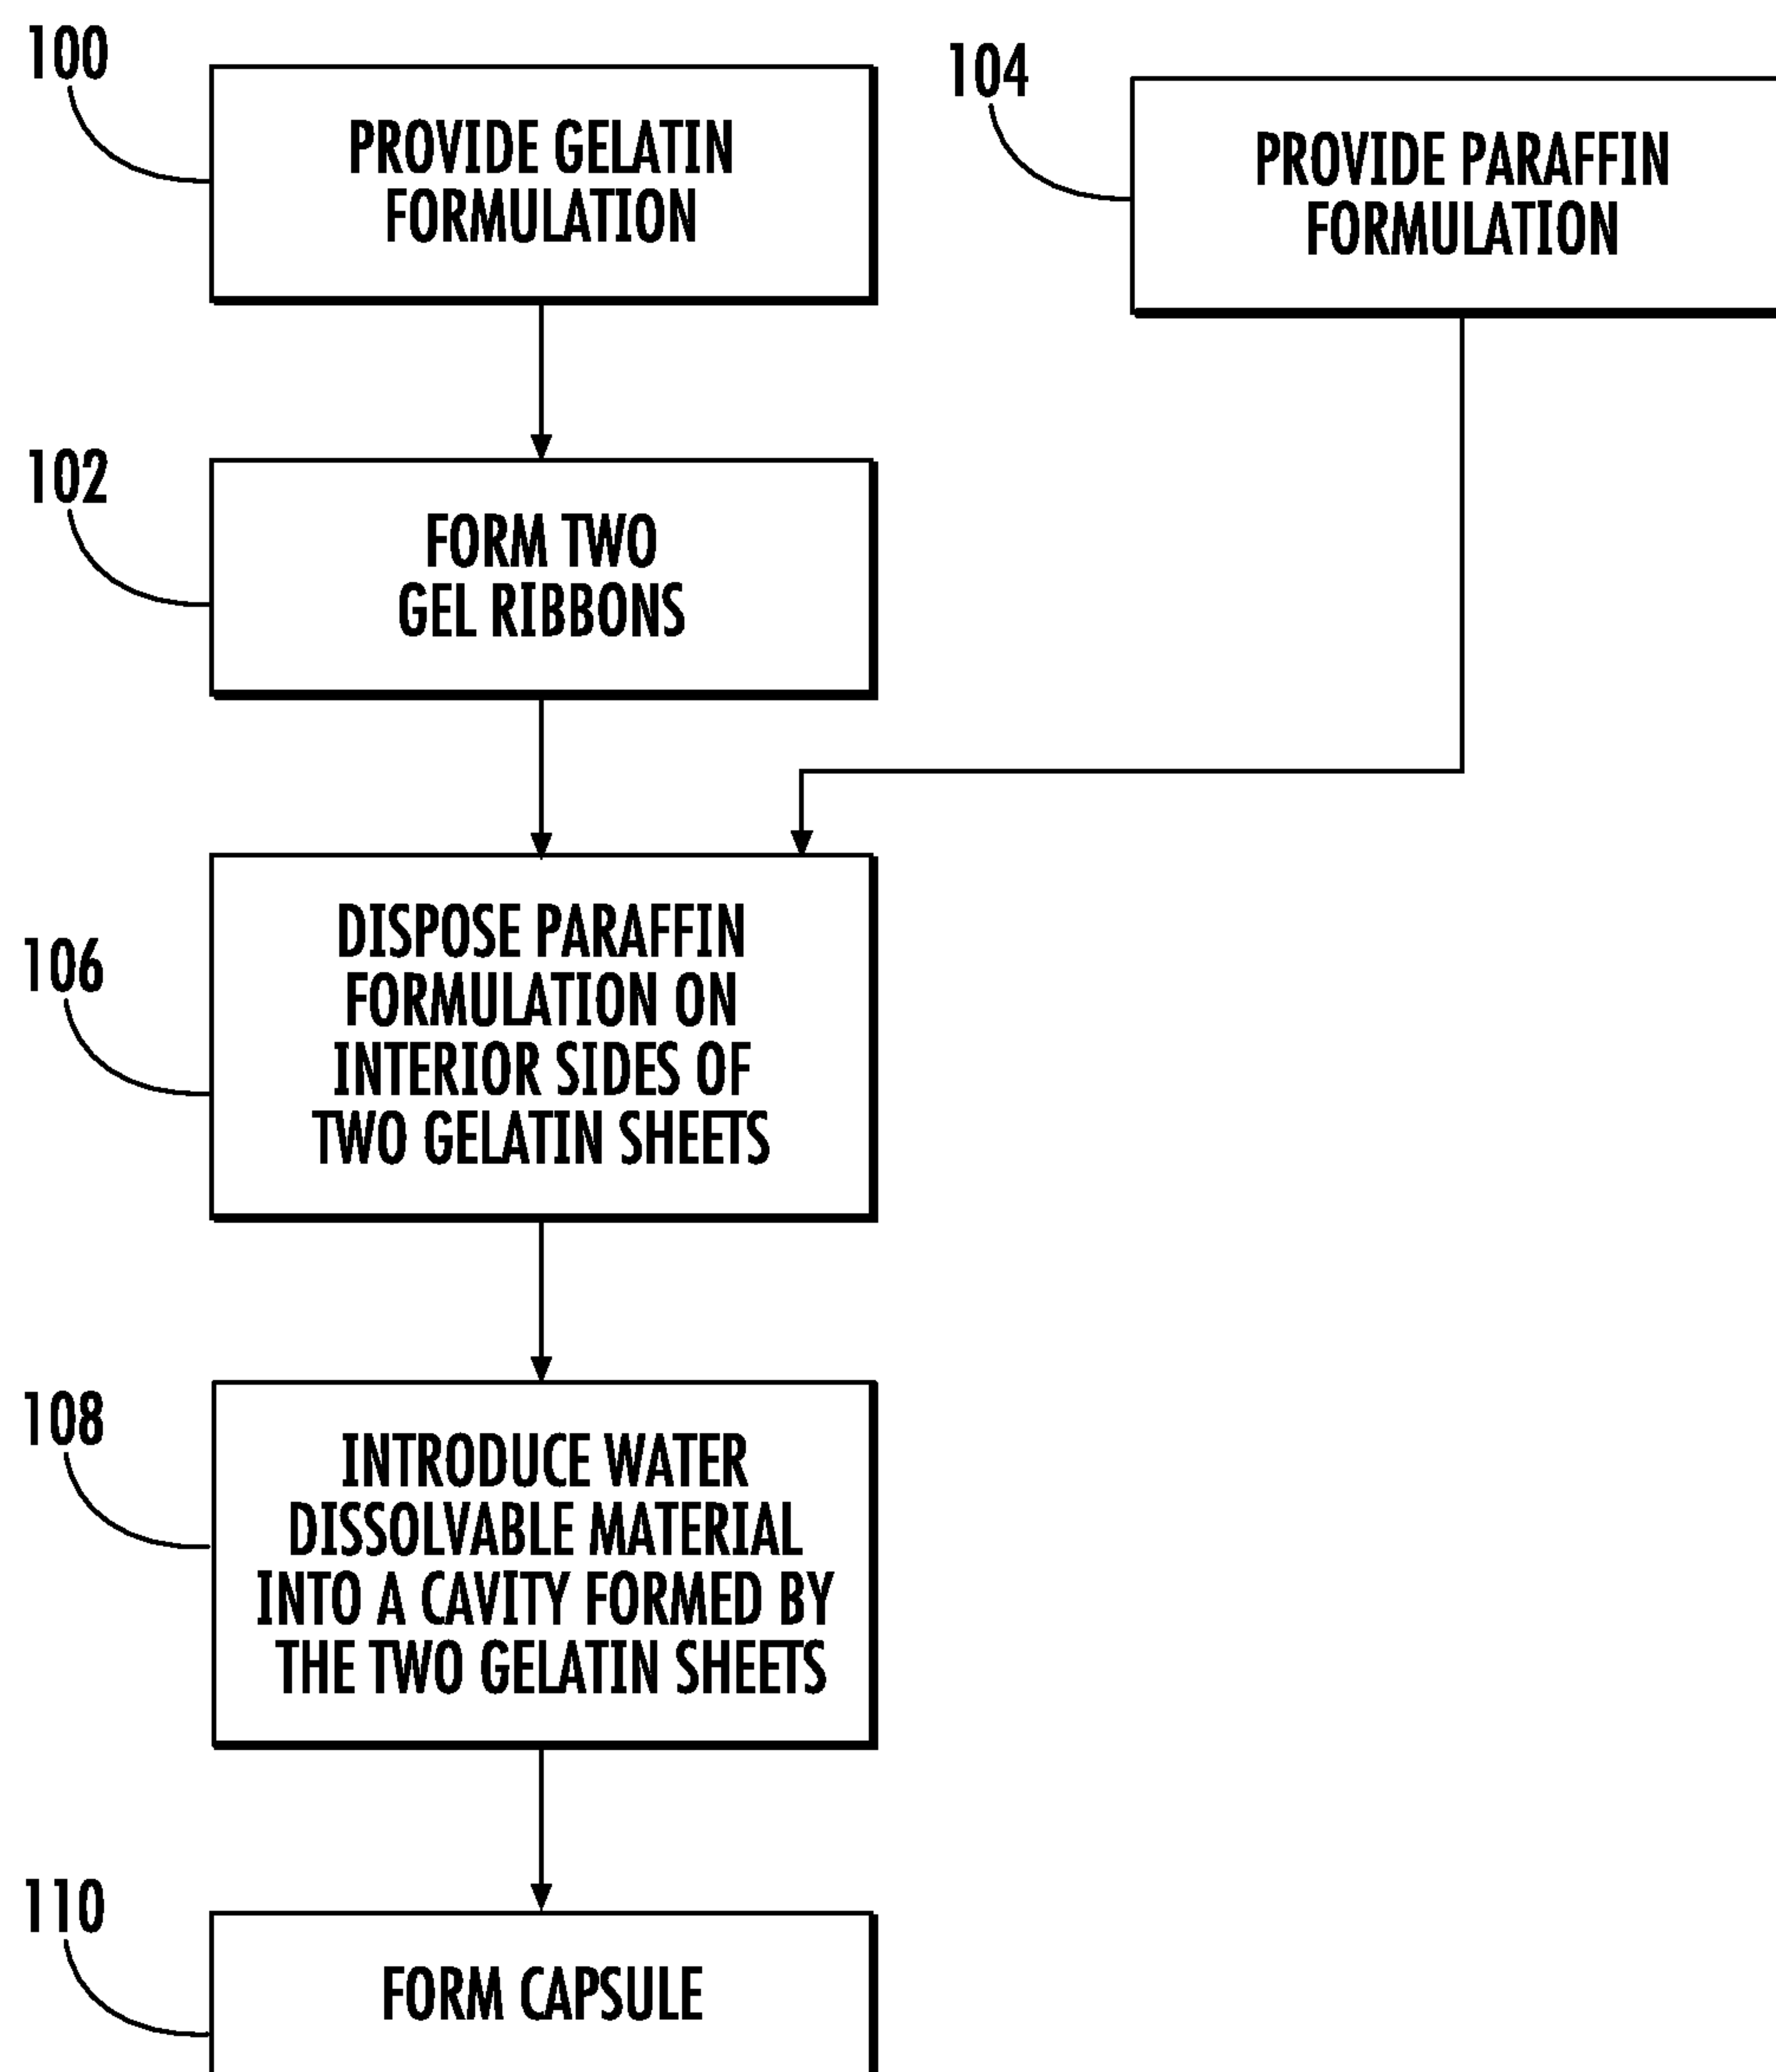 100
PROVIDE GELATIN
FORMULATION
104
PROVIDE PARAFFIN
FORMULATION
102
FORM TWO
GEL RIBBONS
106
DISPOSE PARAFFIN
FORMULATION ON
INTERIOR SIDES OF
TWO GELATIN SHEETS
108
INTRODUCE WATER
DISSOLVABLE MATERIAL
INTO A CAVITY FORMED BY
THE TWO GELATIN SHEETS
110
FORM CAPSULE